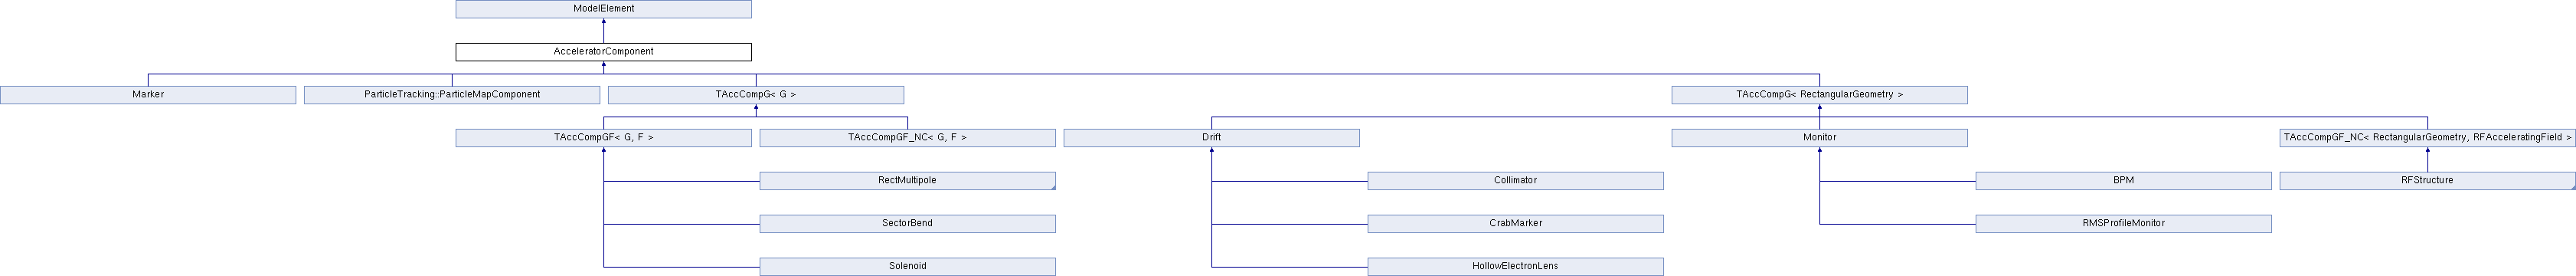 ModelElement
AcceleratorComponent
Marker
ParticleTracking::ParticleMapComponent
TAccCompG< G >
TAccCompG< RectangularGeometry >
TAccCompGF< G, F >
TAccCompGF_NC< G, F >
Drift
Monitor
TAccCompGF_NC< RectangularGeometry, RFAcceleratingField >
RectMultipole
Collimator
BPM
RFStructure
SectorBend
CrabMarker
RMSProfileMonitor
Solenoid
HollowElectronLens